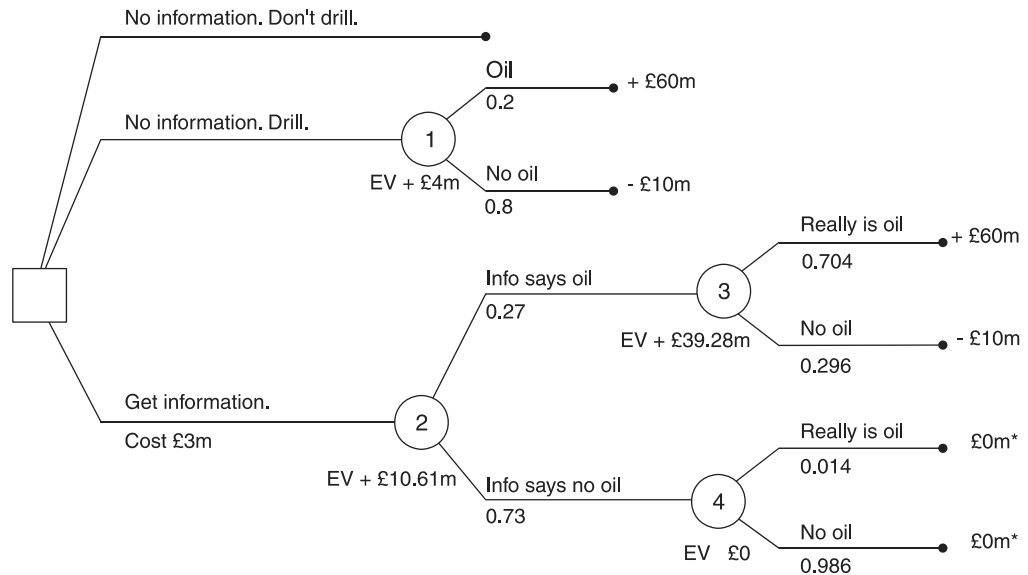 No information. Don't drill.
Oil
0.2
+ £60m
No information. Drill.
1
EV + £4m
No oil
0.8
- £10m
Really is oil
0.704
+ £60m
Info says oil
0.27
3
EV + £39.28m
No oil
0.296
- £10m
Get information.
Cost £3m
2
EV + £10.61m
Really is oil
0.014
£0m*
Info says no oil
0.73
4
EV £0
No oil
0.986
£0m*